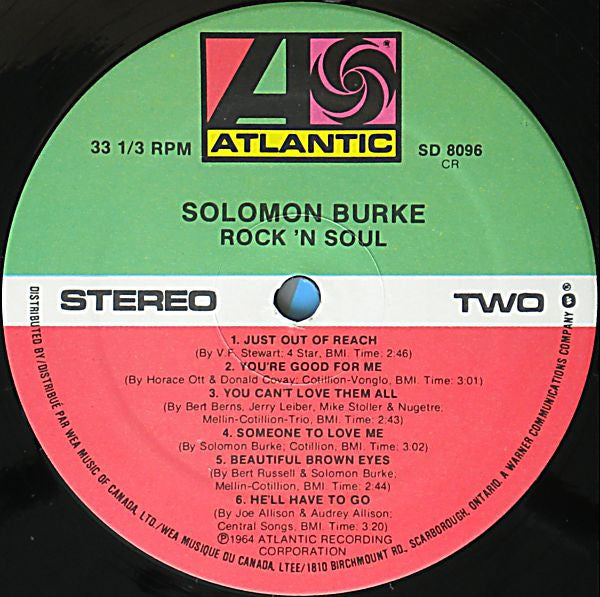 ATLANTIC
33 1/3 RPM
SD 8096
CR
SOLOMON BURKE
ROCK 'N SOUL
STEREO
TWO
1. JUST OUT OF REACH
(By V.F. Stewart; 4 Star, BMI. Time: 2:46)
2. YOU'RE GOOD FOR ME
(By Horace Ott & Donald Covay, Cotillion-Vonglo, BMI. Time: 3:01)
3. YOU CAN'T LOVE THEM ALL
(By Bert Berns, Jerry Leiber, Mike Stoller & Nugetre,
Mellin-Cotillion-Trio, BMI. Time: 2:43)
4. SOMEONE TO LOVE ME
(By Solomon Burke, Cotillion, BMI. Time: 3:02)
5. BEAUTIFUL BROWN EYES
(By Bert Russell & Solomon Burke,
Mellin-Cotillion, BMI. Time: 2:44)
6. HE'LL HAVE TO GO
(By Joe Allison & Audrey Allison;
Central Songs, BMI. Time: 3:20)
℗1964 ATLANTIC RECORDING
CORPORATION
DISTRIBUTED BY/DISTRIBUÉ PAR WEA MUSIC OF CANADA, LTD./WEA MUSIQUE DU CANADA, LTEE/1810 BIRCHMOUNT RD., SCARBOROUGH, ONTARIO. A WARNER COMMUNICATIONS COMPANY ®